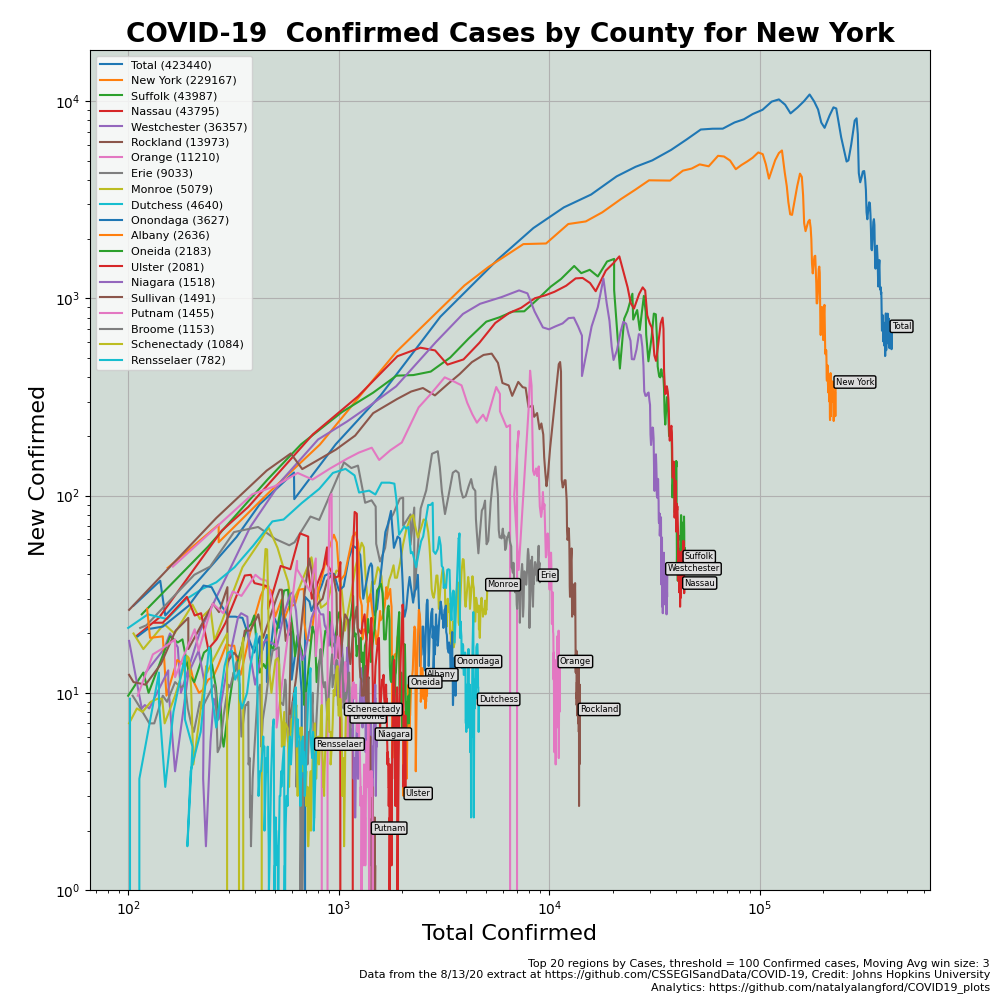 COVID-19  Confirmed Cases by County for New York
Total (423440)
New York (229167)
Suffolk (43987)
Nassau (43795)
Westchester (36357)
Rockland (13973)
Orange (11210)
Erie (9033)
Monroe (5079)
Dutchess (4640)
Onondaga (3627)
Albany (2636)
Oneida (2183)
Ulster (2081)
Niagara (1518)
Sullivan (1491)
Putnam (1455)
Broome (1153)
Schenectady (1084)
Rensselaer (782)
New Confirmed
10⁴
10³
10²
10¹
10⁰
Total
New York
Suffolk
Westchester
Nassau
Erie
Monroe
Onondaga
Orange
Albany
Oneida
Dutchess
Rockland
Schenectady
Broome
Niagara
Rensselaer
Ulster
Putnam
10² 10³ 10⁴ 10⁵
Total Confirmed
Top 20 regions by Cases, threshold = 100 Confirmed cases, Moving Avg win size: 3
Data from the 8/13/20 extract at https://github.com/CSSEGISandData/COVID-19, Credit: Johns Hopkins University
Analytics: https://github.com/natalyalangford/COVID19_plots